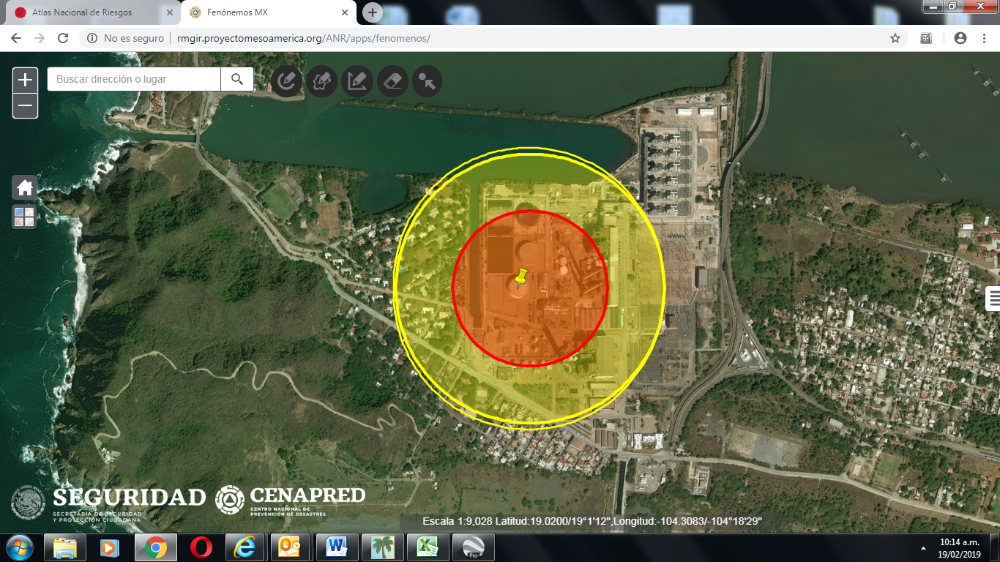 Atlas Nacional de Riesgos
Fenónemos MX
No es seguro
rmgir.proyectomesoamerica.org/ANR/apps/fenomenos/
Buscar dirección o lugar
SEGURIDAD
SECRETARÍA DE SEGURIDAD
Y PROTECCIÓN CIUDADANA
CENAPRED
CENTRO NACIONAL DE
PREVENCIÓN DE DESASTRES
Escala 1:9,028 Latitud:19.0200/19°1'12",Longitud:-104.3083/-104°18'29"
Pro
10:14 a.m.
19/02/2019